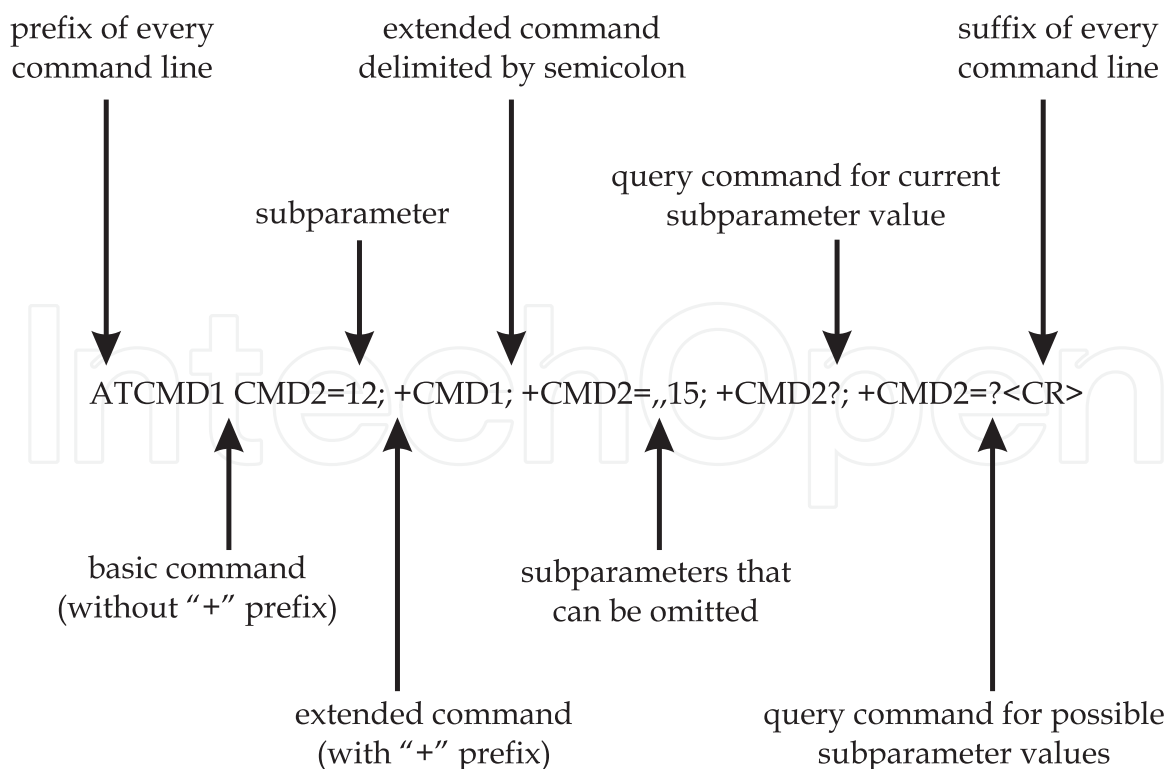 prefix of every
command line
extended command
delimited by semicolon
suffix of every
command line
query command for current
subparameter value
subparameter
ATCMD1 CMD2=12; +CMD1; +CMD2=,,15; +CMD2?; +CMD2=?<CR>
IntechOpen
basic command
(without “+” prefix)
subparameters that
can be omitted
extended command
(with “+” prefix)
query command for possible
subparameter values